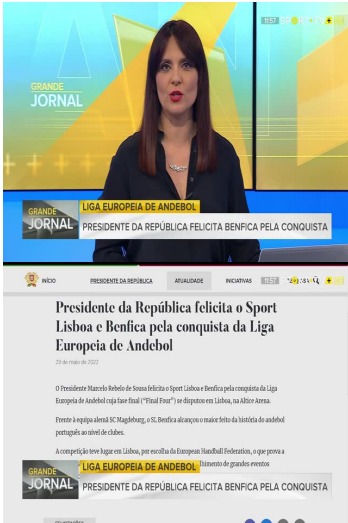 TEST
GRANDE
JORNAL
LIGA EUROPEIA DE ANDEBOL
GRANDE
JORNAL
PRESIDENTE DA REPÚBLICA FELICITA BENFICA PELA CONQUISTA
INÍCIO
PRESIDENTE DA REPÚBLICA
ATUALIDADE
INICIATIVAS
TEST
Presidente da República felicita o Sport
Lisboa e Benfica pela conquista da Liga
Europeia de Andebol
29 de maio de 2022
O Presidente Marcelo Rebelo de Sousa felicita o Sport Lisboa e Benfica pela conquista da Liga
Europeia de Andebol cuja fase final ("Final Four") se disputou em Lisboa, na Altice Arena.
Frente à equipa alemã SC Magdeburg, o SL Benfica alcançou o maior feito da história do andebol
português ao nível de clubes.
A competição teve lugar em Lisboa, por escolha da European Handball Federation, o que prova a
grandes eventos
LIGA EUROPEIA DE ANDEBOL
GRANDE
JORNAL
PRESIDENTE DA REPÚBLICA FELICITA BENFICA PELA CONQUISTA